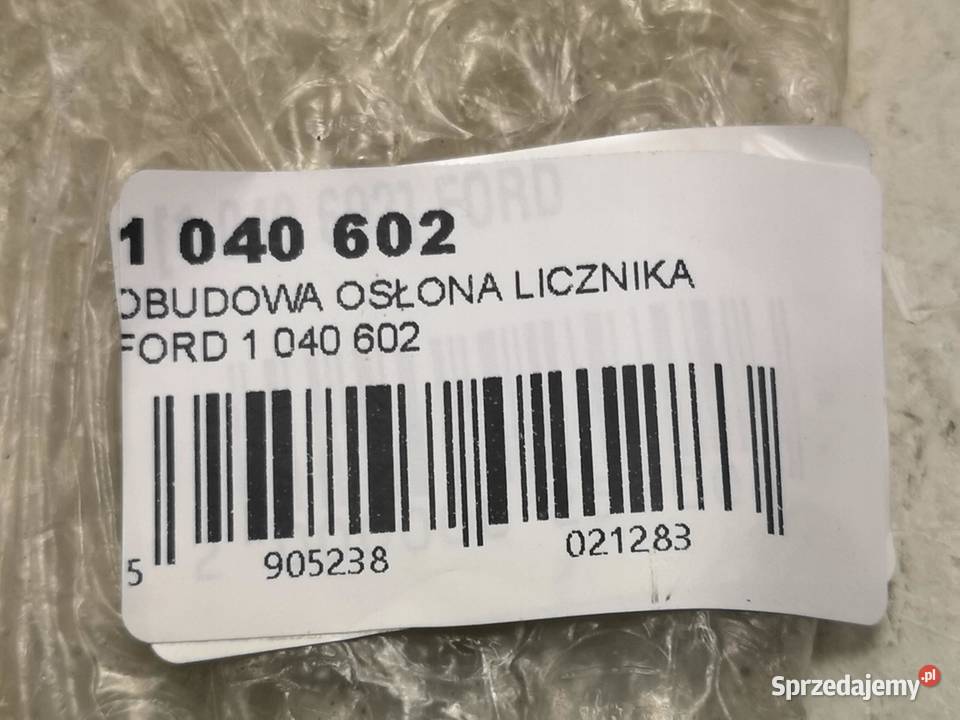 1 040 602
OBUDOWA OSŁONA LICZNIKA
FORD 1 040 602
5 905238 021283
Sprzedajemy.pl